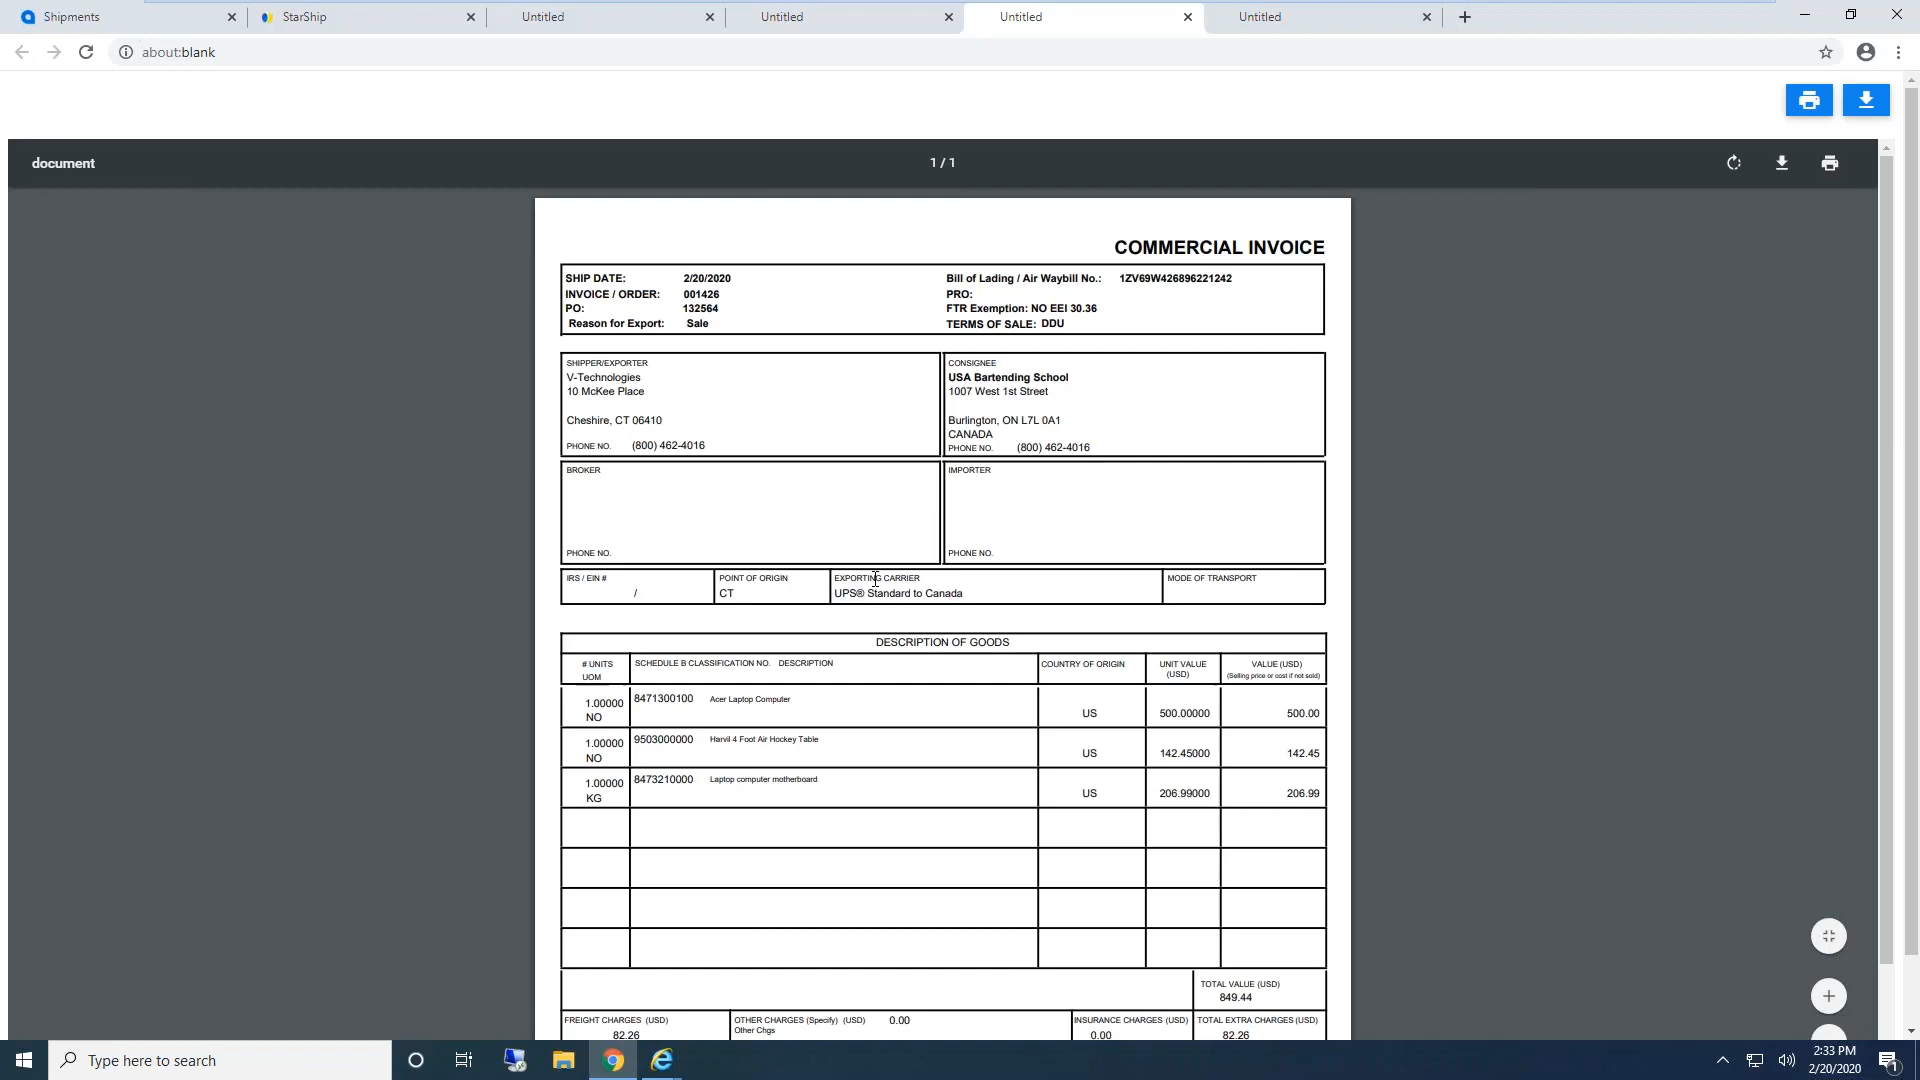 Shipments
StarShip
Untitled
Untitled
Untitled
Untitled
about:blank
document
1 / 1
COMMERCIAL INVOICE
SHIP DATE: 2/20/2020
INVOICE / ORDER: 001426
PO: 132564
Reason for Export: Sale
Bill of Lading / Air Waybill No.: 1ZV69W426896221242
PRO:
FTR Exemption: NO EEI 30.36
TERMS OF SALE: DDU
SHIPPER/EXPORTER
V-Technologies
10 McKee Place
Cheshire, CT 06410
PHONE NO. (800) 462-4016
CONSIGNEE
USA Bartending School
1007 West 1st Street
Burlington, ON L7L 0A1
CANADA
PHONE NO. (800) 462-4016
BROKER
PHONE NO.
IMPORTER
PHONE NO.
IRS / EIN #
/
POINT OF ORIGIN
CT
EXPORTING CARRIER
UPS® Standard to Canada
MODE OF TRANSPORT
DESCRIPTION OF GOODS
# UNITS
UOM
SCHEDULE B CLASSIFICATION NO. DESCRIPTION
COUNTRY OF ORIGIN
UNIT VALUE
(USD)
VALUE (USD)
(Selling price or cost if not sold)
1.00000
NO
8471300100 Acer Laptop Computer
US
500.00000
500.00
1.00000
NO
9503000000 Harvil 4 Foot Air Hockey Table
US
142.45000
142.45
1.00000
KG
8473210000 Laptop computer motherboard
US
206.99000
206.99
TOTAL VALUE (USD)
849.44
FREIGHT CHARGES (USD)
82.26
OTHER CHARGES (Specify) (USD) 0.00
Other Chgs
INSURANCE CHARGES (USD)
0.00
TOTAL EXTRA CHARGES (USD)
82.26
Type here to search
2:33 PM
2/20/2020
1